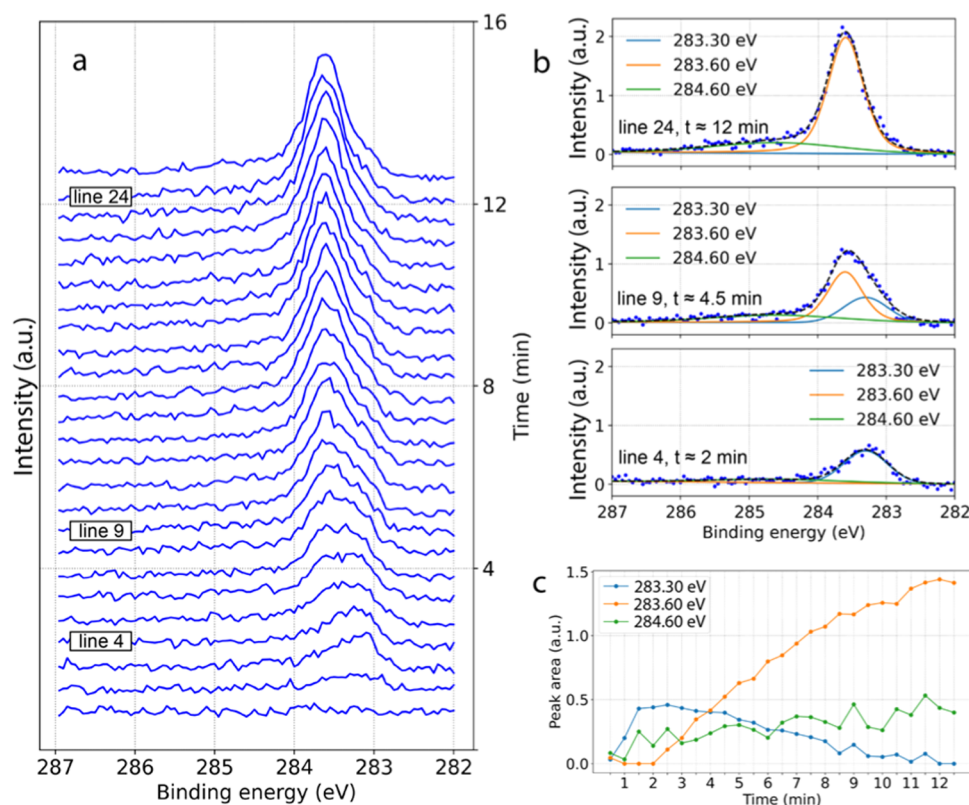 a
Intensity (a.u.)
line 24
line 9
line 4
16
12
8
4
Time (min)
287 286 285 284 283 282
Binding energy (eV)
b
Intensity (a.u.)
2
1
0
283.30 eV
283.60 eV
284.60 eV
line 24, t ≈ 12 min
Intensity (a.u.)
2
1
0
283.30 eV
283.60 eV
284.60 eV
line 9, t ≈ 4.5 min
Intensity (a.u.)
2
1
0
283.30 eV
283.60 eV
284.60 eV
line 4, t ≈ 2 min
287 286 285 284 283 282
Binding energy (eV)
c
Peak area (a.u.)
1.5
1.0
0.5
0.0
283.30 eV
283.60 eV
284.60 eV
1 2 3 4 5 6 7 8 9 10 11 12
Time (min)